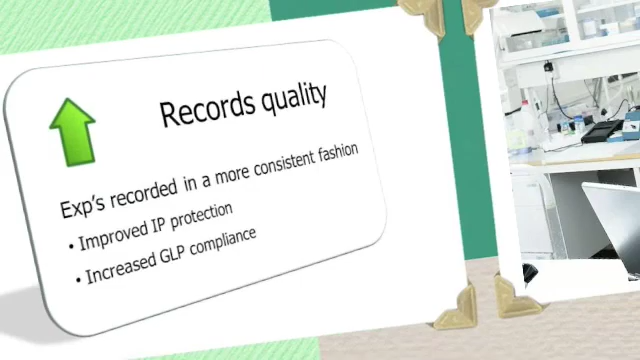 Records quality
Exp's recorded in a more consistent fashion
• Improved IP protection
• Increased GLP compliance